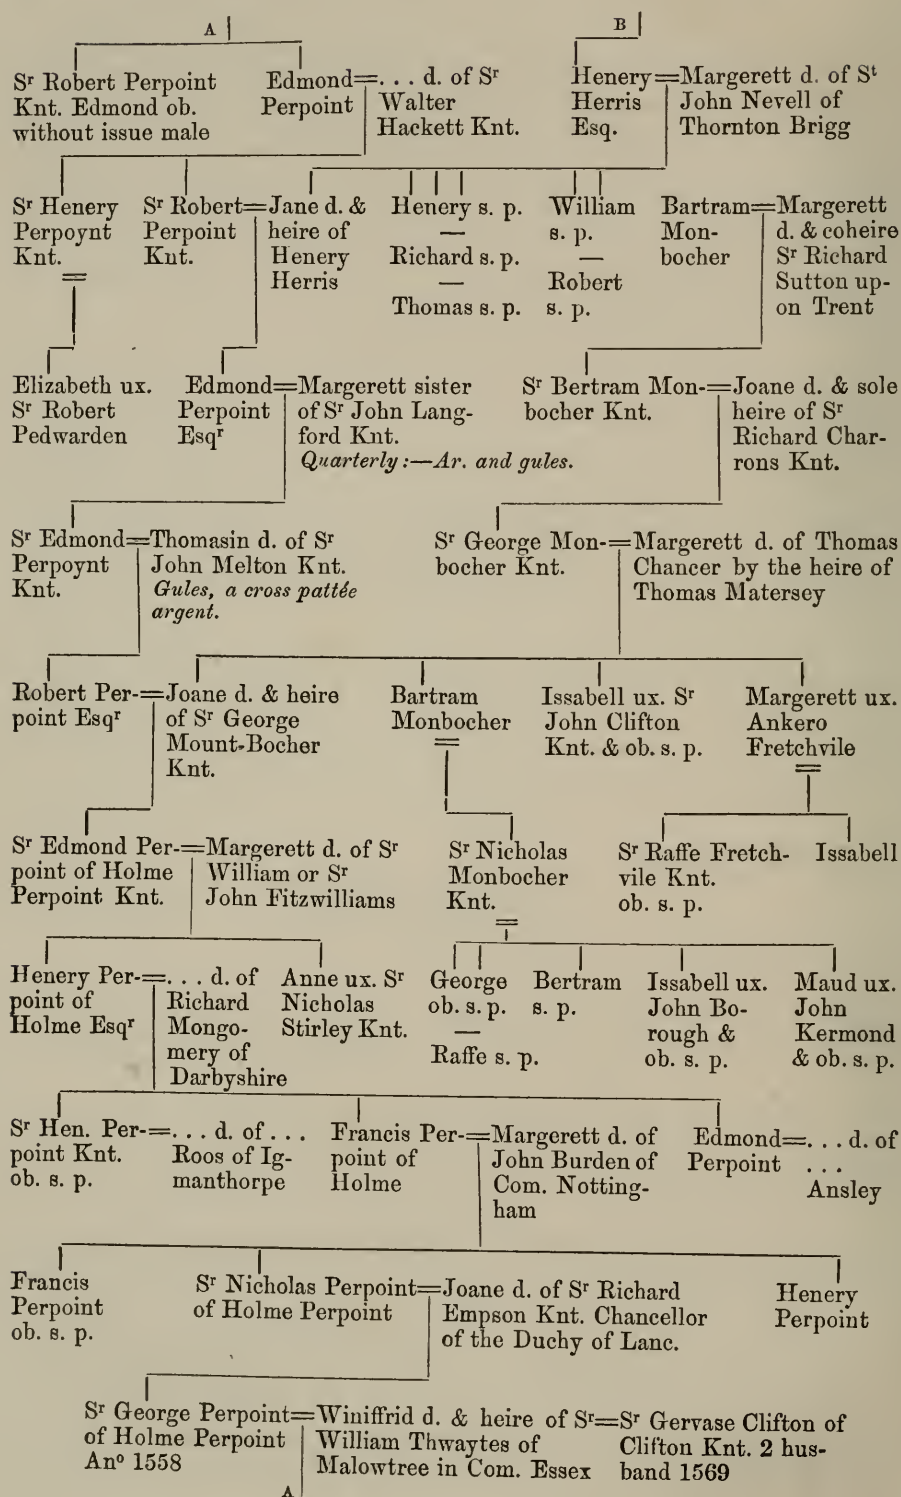 A B
Sʳ Robert Perpoint
Knt. Edmond ob.
without issue male
Edmond=. . . d. of Sʳ
Perpoint Walter
Hackett Knt.
Henery=Margerett d. of Sᵗ
Herris John Nevell of
Esq. Thornton Brigg
Sʳ Henery
Perpoynt
Knt.
=
Sʳ Robert=Jane d. &
Perpoint heire of
Knt. Henery
Herris
Henery s. p.
—
Richard s. p.
—
Thomas s. p.
William
s. p.
—
Robert
s. p.
Bartram=Margerett
Mon- d. & coheire
bocher Sʳ Richard
Sutton up-
on Trent
Elizabeth ux.
Sʳ Robert
Pedwarden
Edmond=Margerett sister
Perpoint of Sʳ John Lang-
Esqʳ ford Knt.
Quarterly:—Ar. and gules.
Sʳ Bertram Mon-=Joane d. & sole
bocher Knt. heire of Sʳ
Richard Char-
rons Knt.
Sʳ Edmond=Thomasin d. of Sʳ
Perpoynt John Melton Knt.
Knt. Gules, a cross pattée
argent.
Sʳ George Mon-=Margerett d. of Thomas
bocher Knt. Chancer by the heire of
Thomas Matersey
Robert Per-=Joane d. & heire
point Esqʳ of Sʳ George
Mount-Bocher
Knt.
Bartram
Monbocher
=
Issabell ux. Sʳ
John Clifton
Knt. & ob. s. p.
Margerett ux.
Ankero
Fretchvile
=
Sʳ Edmond Per-=Margerett d. of Sʳ
point of Holme William or Sʳ
Perpoint Knt. John Fitzwilliams
Sʳ Nicholas
Monbocher
Knt.
=
Sʳ Raffe Fretch-
vile Knt.
ob. s. p.
Issabell
Henery Per-=. . . d. of
point of Richard
Holme Esqʳ Mongo-
mery of
Darbyshire
Anne ux. Sʳ
Nicholas
Stirley Knt.
George
ob. s. p.
—
Raffe s. p.
Bertram
s. p.
Issabell ux.
John Bo-
rough &
ob. s. p.
Maud ux.
John
Kermond
& ob. s. p.
Sʳ Hen. Per-=. . . d. of . . .
point Knt. Roos of Ig-
ob. s. p. manthorpe
Francis Per-=Margerett d. of
point of John Burden of
Holme Com. Notting-
ham
Edmond=. . . d. of
Perpoint . . .
Ansley
Francis
Perpoint
ob. s. p.
Sʳ Nicholas Perpoint=Joane d. of Sʳ Richard
of Holme Perpoint Empson Knt. Chancellor
of the Duchy of Lanc.
Henery
Perpoint
Sʳ George Perpoint=Winiffrid d. & heire of Sʳ=Sʳ Gervase Clifton of
of Holme Perpoint William Thwaytes of Clifton Knt. 2 hus-
Anº 1558 Malowtree in Com. Essex band 1569
A